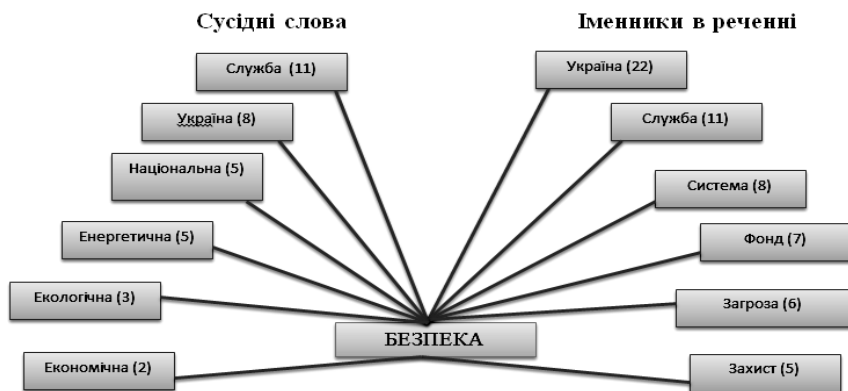 Сусідні слова
Служба (11)
Україна (8)
Національна (5)
Енергетична (5)
Екологічна (3)
Економічна (2)
Іменники в реченні
Україна (22)
Служба (11)
Система (8)
Фонд (7)
Загроза (6)
Захист (5)
БЕЗПЕКА